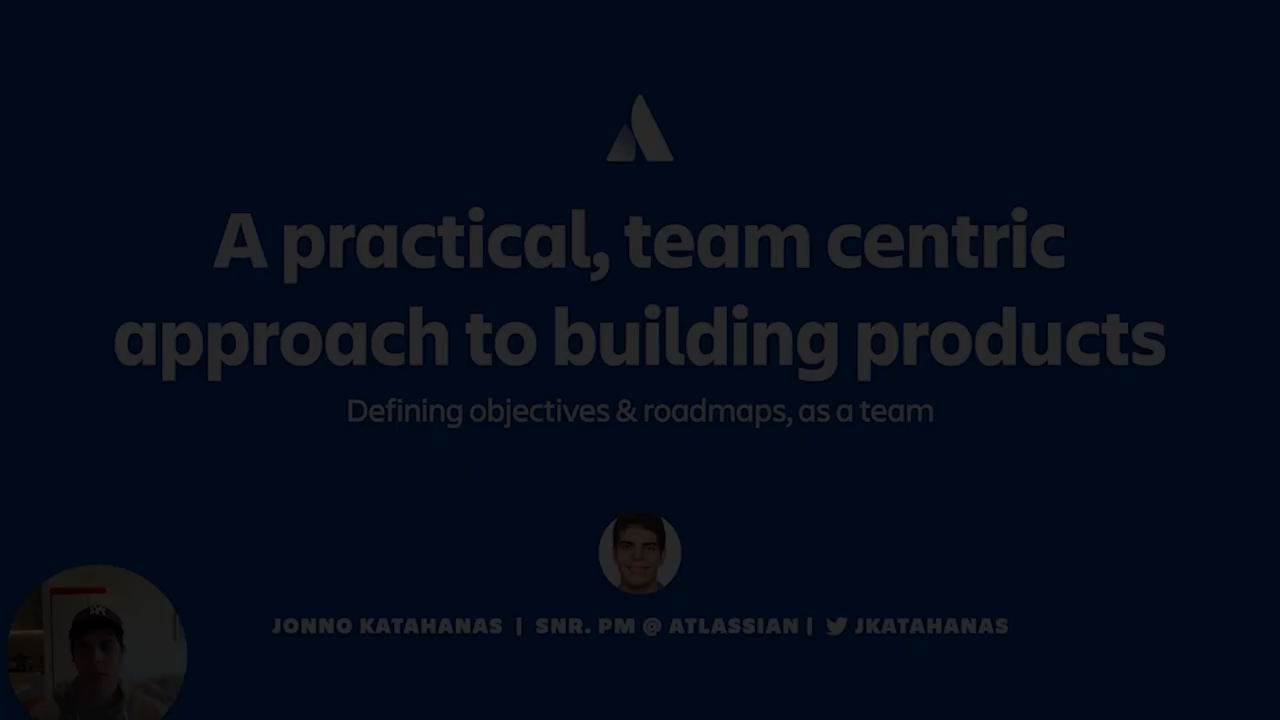 A practical, team centric
approach to building products
Defining objectives & roadmaps, as a team
JONNO KATAHANAS | SNR. PM @ ATLASSIAN | JKATAHANAS